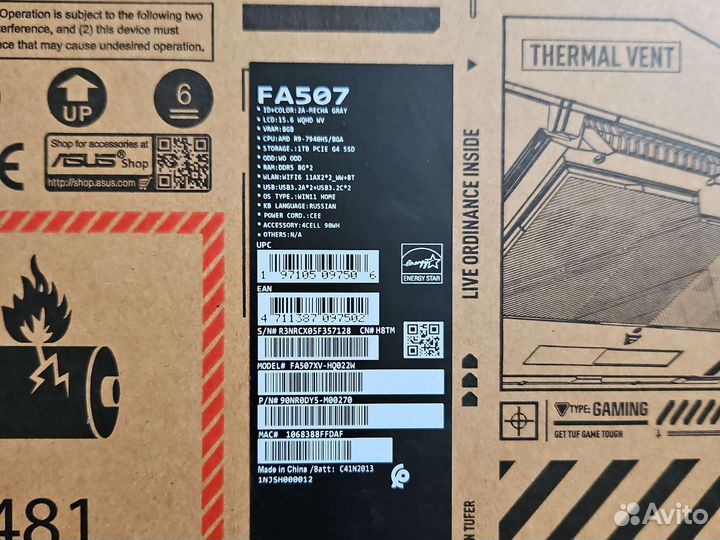 Operation is subject to the following two
terference, and (2) this device must
nce that may cause undesired operation.
UP
6
Shop for accessories at
ASUS Shop
http://shop.asus.com
481
FA507
ID+COLOR:2A-MECHA GRAY
LCD:15.6 WQHD WV
VRAM:8GB
CPU:AMD R9-7940HS/BGA
STORAGE.:1TB PCIE G4 SSD
ODD:WO ODD
RAM:DDR5 8G*2
WLAN:WIFI6 11AX2*2_WW+BT
USB:USB3.2A*2+USB3.2C*2
OS TYPE.:WIN11 HOME
KB LANGUAGE:RUSSIAN
POWER CORD.:CEE
ACCESSORY:4CELL 90WH
OTHERS:N/A
UPC
1 97105 09750 6
energy
ENERGY STAR
EAN
4 711387 097502
S/N# R3NRCX05F357128 CN# H8TM
MODEL# FA507XV-HQ022W
P/N# 90NR0DY5-M00270
MAC# 1068388FFDAF
Made in China /Batt: C41N2013
1NJSH000012
LIVE ORDINANCE INSIDE
N TUFER
THERMAL VENT
TYPE: GAMING
GET TUF GAME TOUGH
Avito